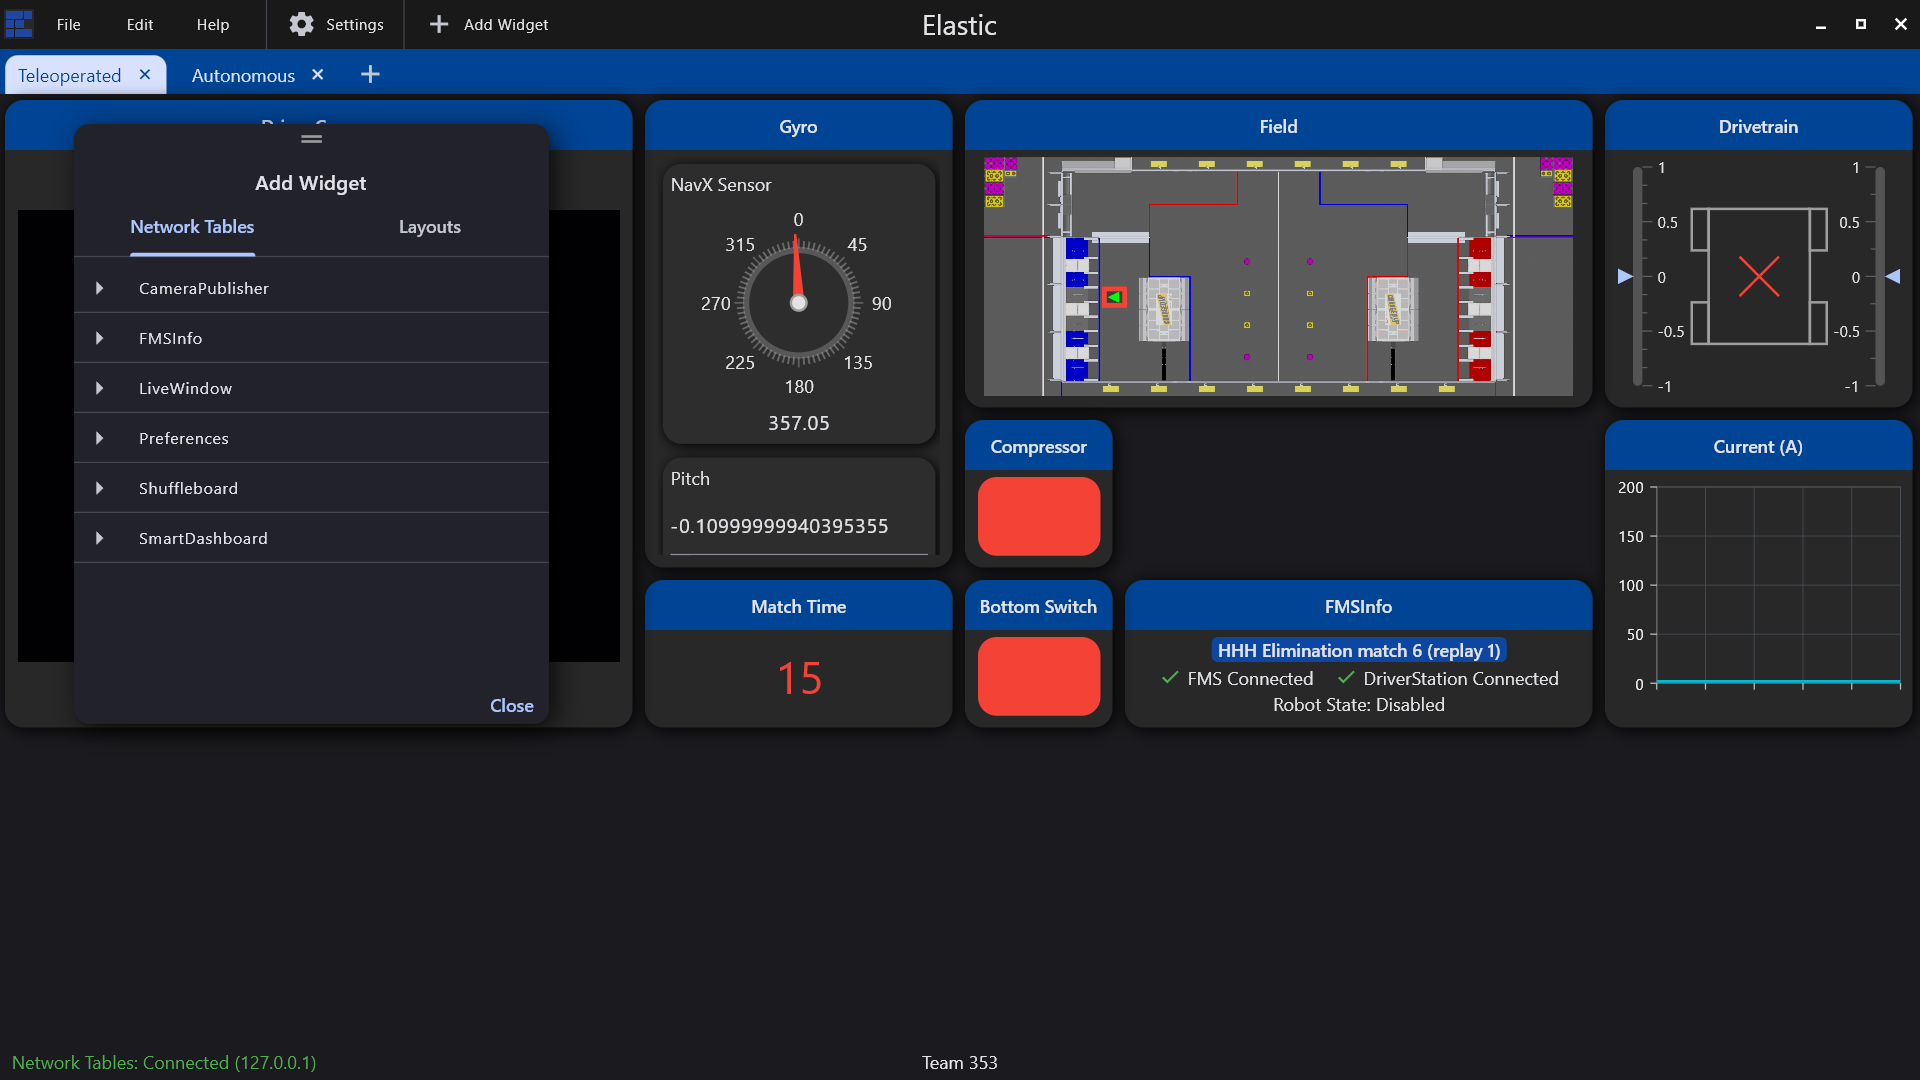 File Edit Help Settings Add Widget Elastic
Teleoperated Autonomous
Add Widget
Network Tables Layouts
CameraPublisher
FMSInfo
LiveWindow
Preferences
Shuffleboard
SmartDashboard
Close
Gyro
NavX Sensor
0
315 45
270 90
225 135
180
357.05
Pitch
-0.10999999940395355
Match Time
15
Field
Compressor
Bottom Switch
FMSInfo
HHH Elimination match 6 (replay 1)
FMS Connected DriverStation Connected
Robot State: Disabled
Drivetrain
1 1
0.5 0.5
0 0
-0.5 -0.5
-1 -1
Current (A)
200
150
100
50
0
Network Tables: Connected (127.0.0.1) Team 353